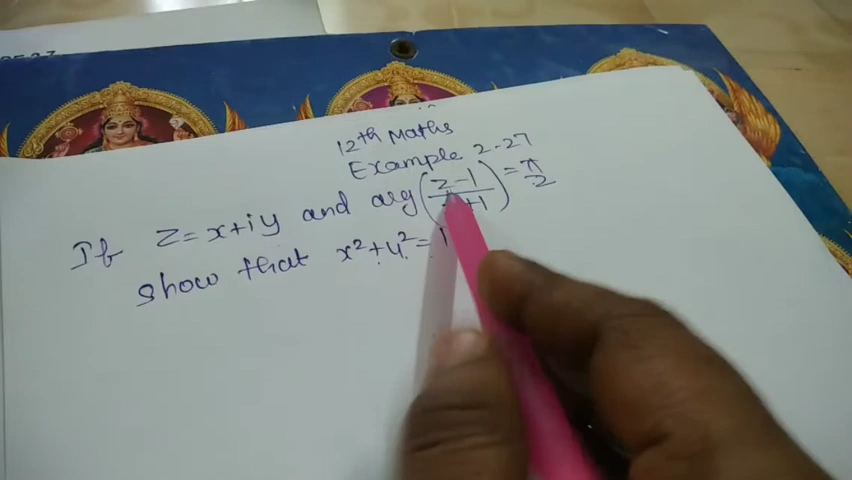 12th Maths
Example 2.27
If z=x+iy and arg(z-1/z+1)=π/2
show that x²+y²=1